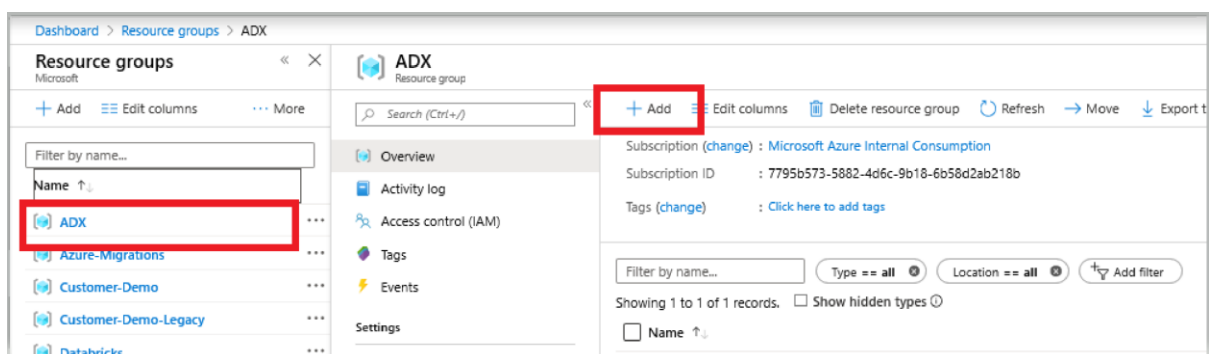 Dashboard > Resource groups > ADX
Resource groups
Microsoft
Add Edit columns ··· More
Filter by name...
Name
ADX
Azure-Migrations
Customer-Demo
Customer-Demo-Legacy
Databricks
ADX
Resource group
Search (Ctrl+/)
Overview
Activity log
Access control (IAM)
Tags
Events
Settings
Add Edit columns Delete resource group Refresh Move Export t
Subscription (change) : Microsoft Azure Internal Consumption
Subscription ID : 7795b573-5882-4d6c-9b18-6b58d2ab218b
Tags (change) : Click here to add tags
Filter by name... Type == all Location == all Add filter
Showing 1 to 1 of 1 records. Show hidden types
Name